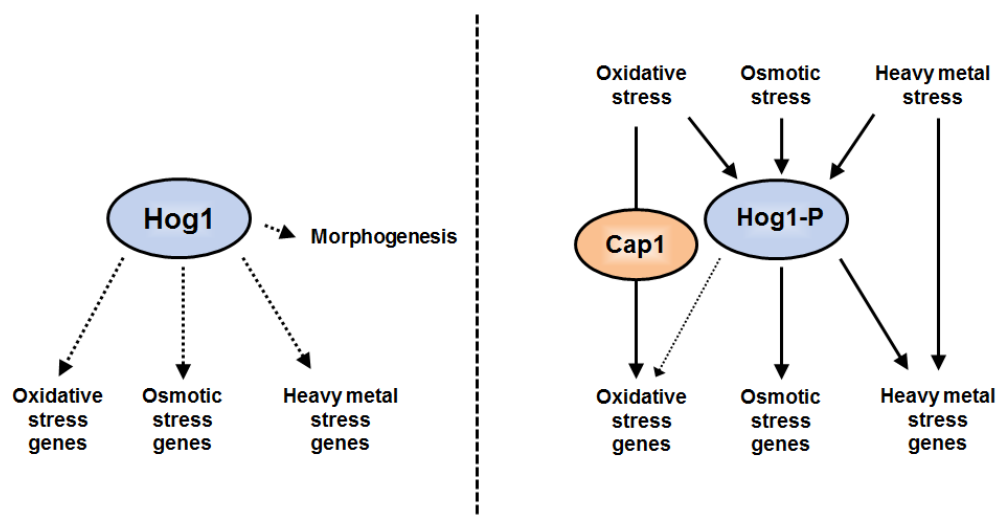 Hog1
Morphogenesis
Oxidative
stress
genes
Osmotic
stress
genes
Heavy metal
stress
genes
Oxidative
stress
Osmotic
stress
Heavy metal
stress
Cap1
Hog1-P
Oxidative
stress
genes
Osmotic
stress
genes
Heavy metal
stress
genes